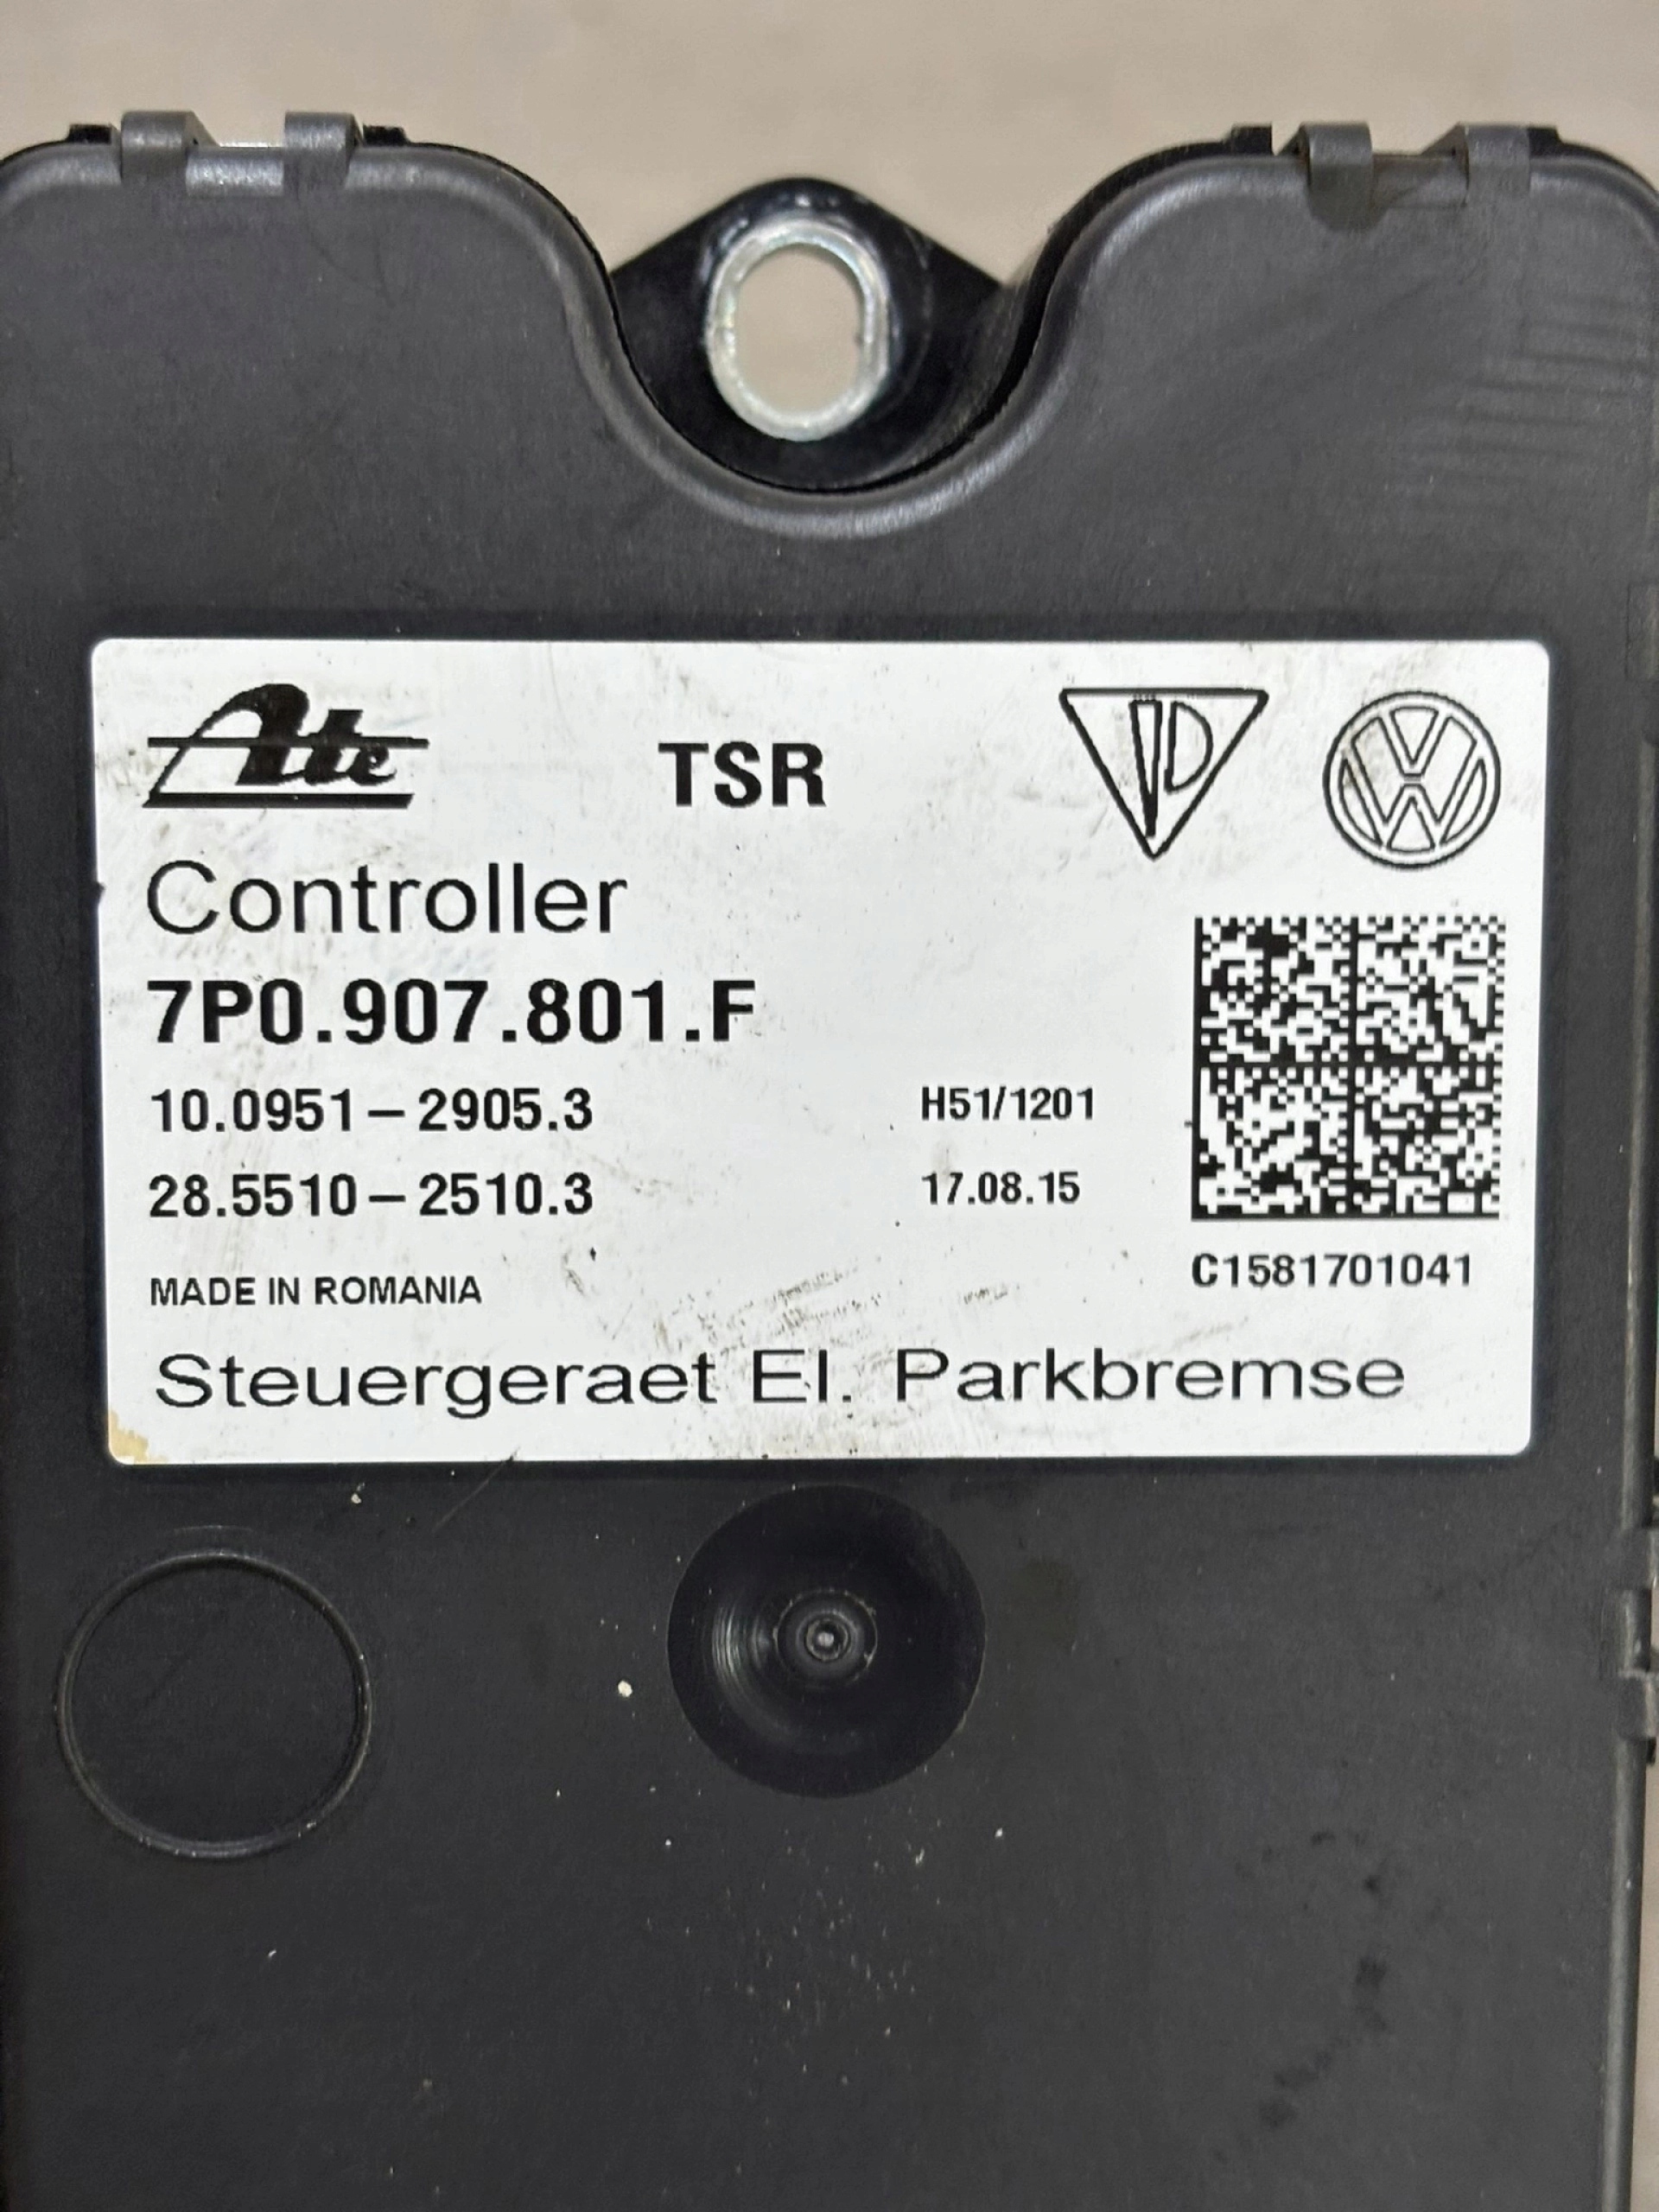 Ate TSR
Controller
7P0.907.801.F
10.0951-2905.3 H51/1201
28.5510-2510.3 17.08.15
C1581701041
MADE IN ROMANIA
Steuergeraet El. Parkbremse